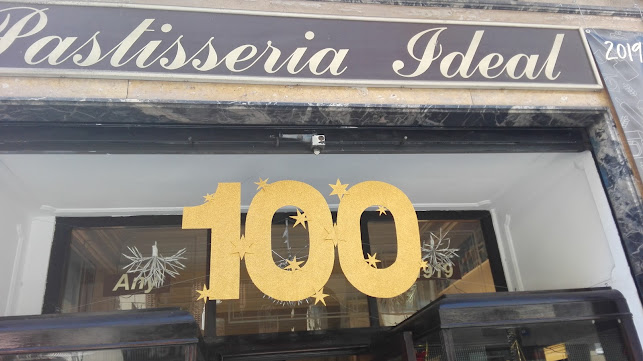 Pastisseria Ideal
2019
100
Any 1919